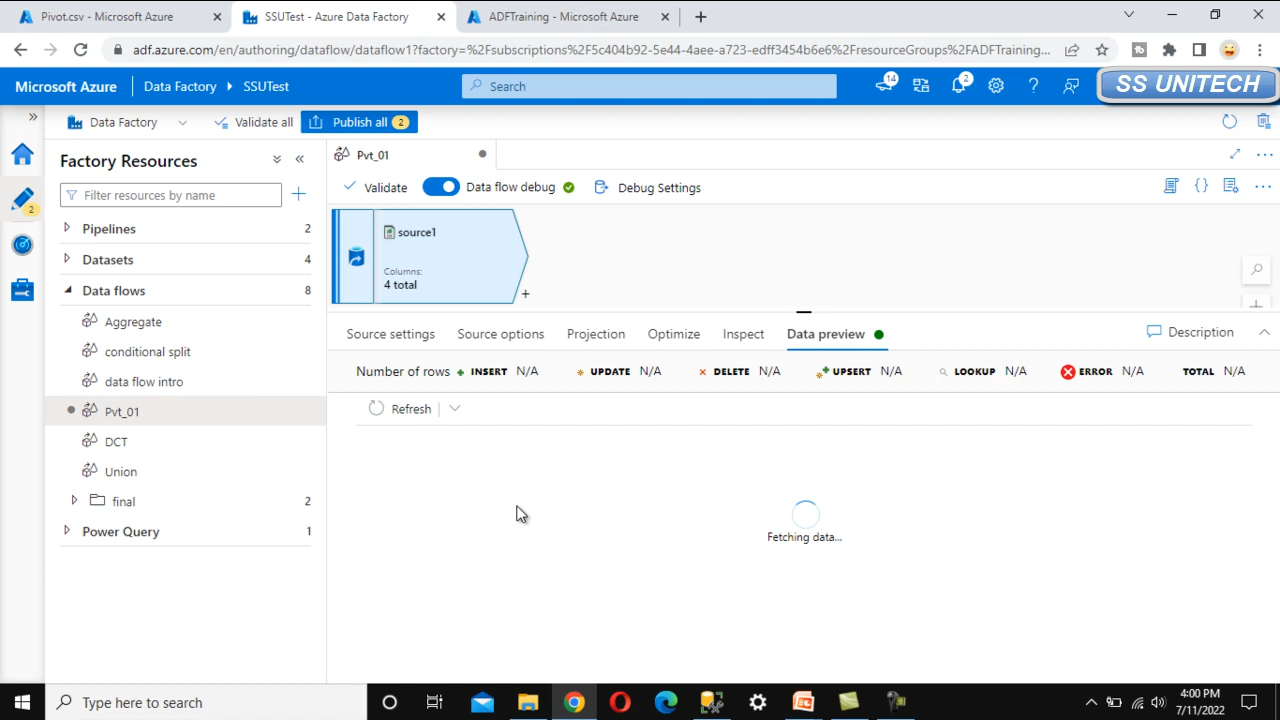 Pivot.csv - Microsoft Azure
SSUTest - Azure Data Factory
ADFTraining - Microsoft Azure
adf.azure.com/en/authoring/dataflow/dataflow1?factory=%2Fsubscriptions%2F5c404b92-5e44-4aee-a723-edff3454b6e6%2FresourceGroups%2FADFTraining...
Microsoft Azure
Data Factory
SSUTest
Search
14
2
SS UNITECH
Data Factory
Validate all
Publish all 2
Factory Resources
Filter resources by name
Pipelines 2
Datasets 4
Data flows 8
Aggregate
conditional split
data flow intro
Pvt_01
DCT
Union
final 2
Power Query 1
2
Pvt_01
Validate
Data flow debug
Debug Settings
source1
Columns:
4 total
Source settings
Source options
Projection
Optimize
Inspect
Data preview
Description
Number of rows INSERT N/A UPDATE N/A DELETE N/A UPSERT N/A LOOKUP N/A ERROR N/A TOTAL N/A
Refresh
Fetching data...
Type here to search
4:00 PM
7/11/2022